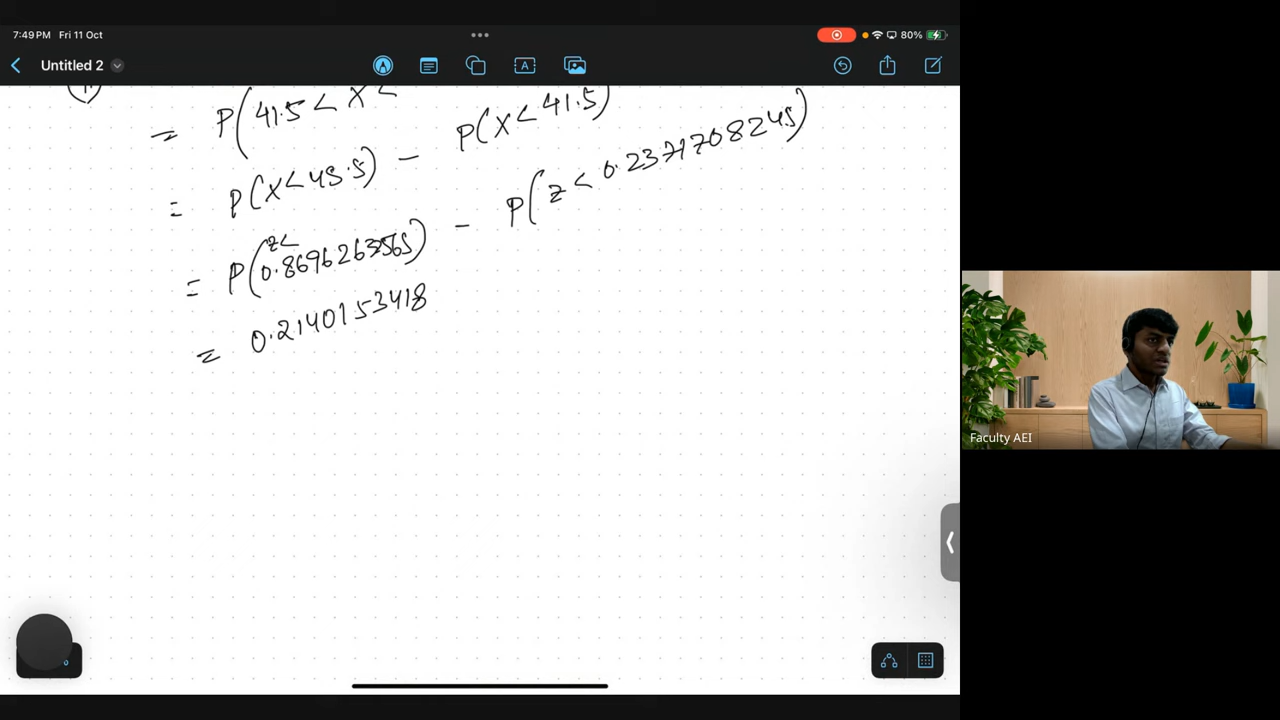 7:49 PM Fri 11 Oct
80%
Untitled 2
= P(41.5 < X <
= P(X < 45.5) - P(X < 41.5)
= P(z < 0.8696263565) - P(z < 0.2371708245)
= 0.2140153418
Faculty AEI